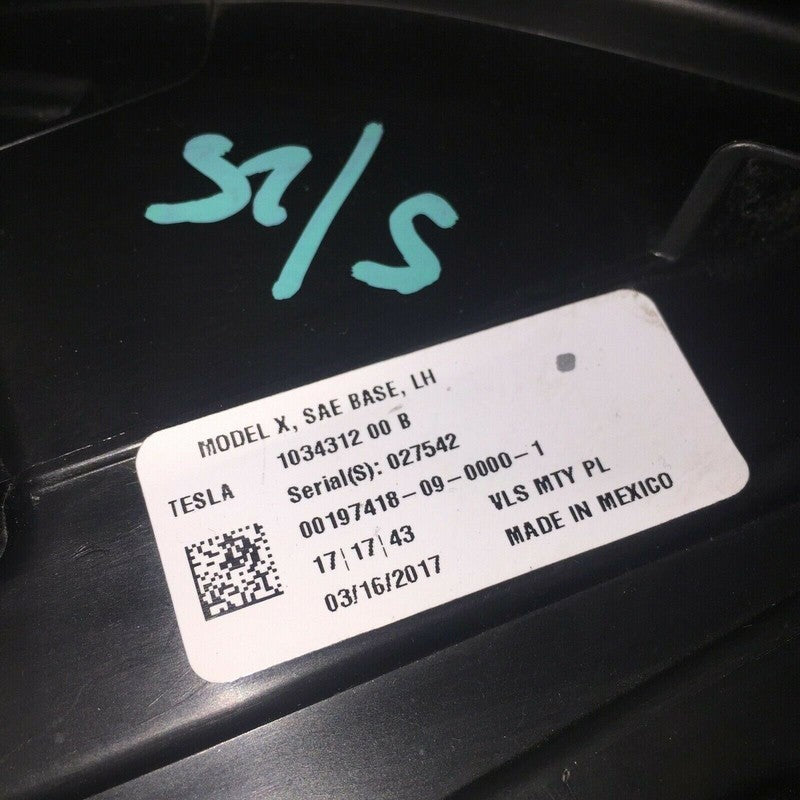 MODEL X, SAE BASE, LH
1034312 00 B
TESLA
Serial(S): 027542
00197418-09-0000-1
17|17|43
VLS MTY PL
03/16/2017
MADE IN MEXICO